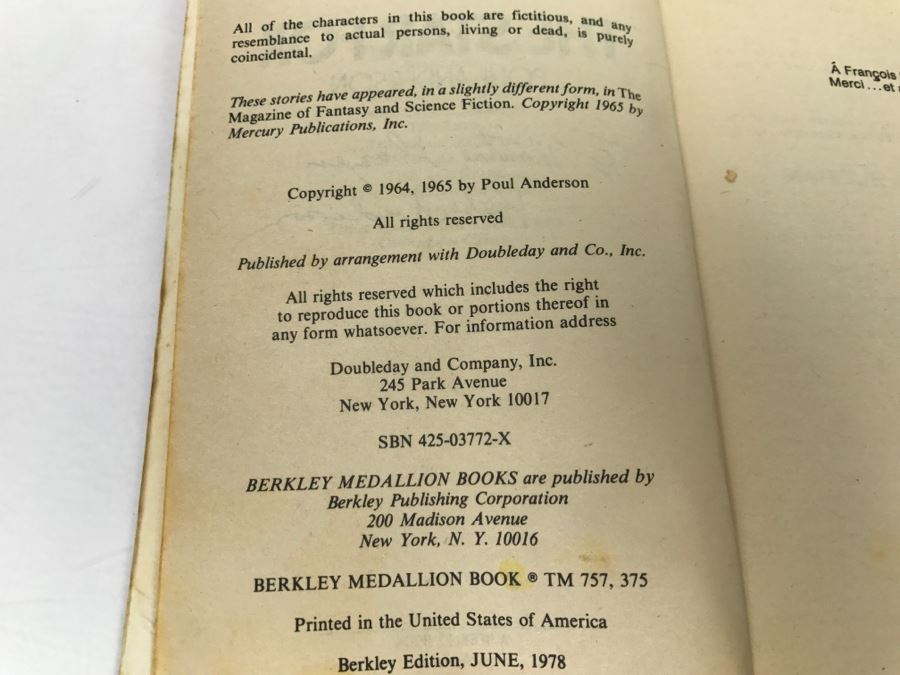 All of the characters in this book are fictitious, and any
resemblance to actual persons, living or dead, is purely
coincidental.
These stories have appeared, in a slightly different form, in The
Magazine of Fantasy and Science Fiction. Copyright 1965 by
Mercury Publications, Inc.
Copyright © 1964, 1965 by Poul Anderson
All rights reserved
Published by arrangement with Doubleday and Co., Inc.
All rights reserved which includes the right
to reproduce this book or portions thereof in
any form whatsoever. For information address
Doubleday and Company, Inc.
245 Park Avenue
New York, New York 10017
SBN 425-03772-X
BERKLEY MEDALLION BOOKS are published by
Berkley Publishing Corporation
200 Madison Avenue
New York, N. Y. 10016
BERKLEY MEDALLION BOOK ® TM 757, 375
Printed in the United States of America
Berkley Edition, JUNE, 1978
Á François
Merci...et